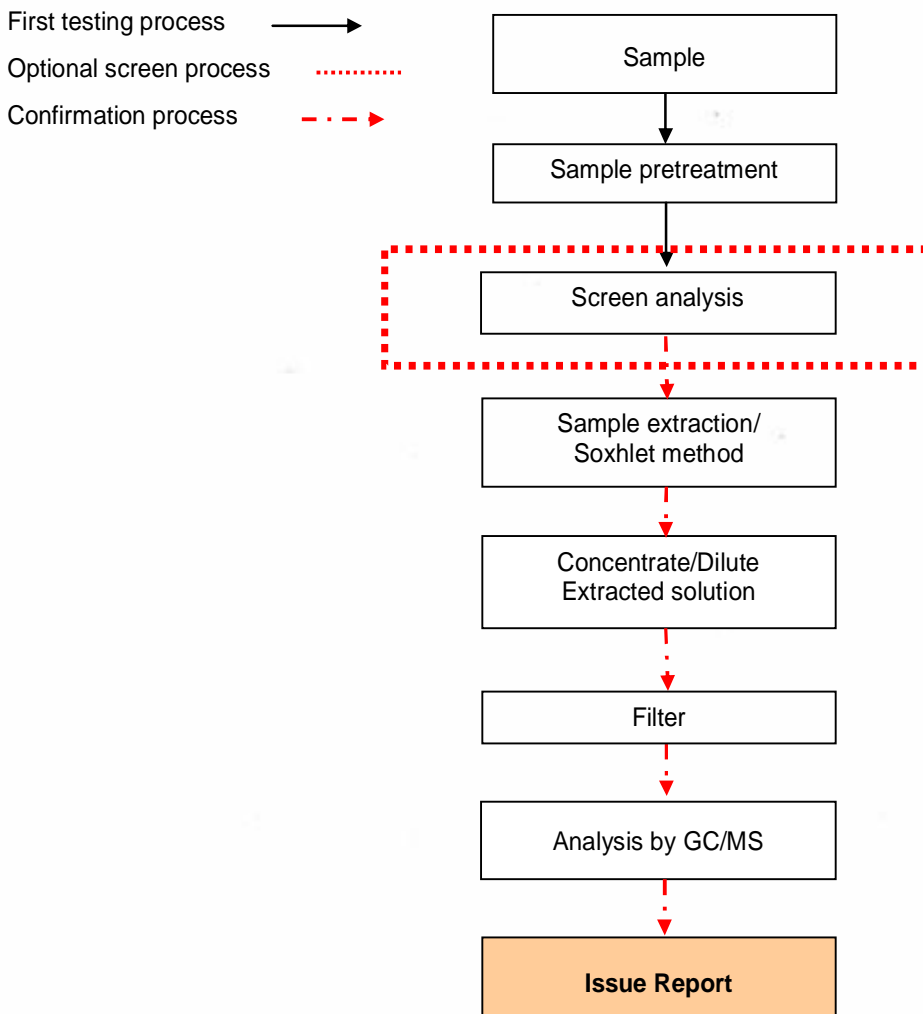 First testing process
Optional screen process
Confirmation process
Sample
Sample pretreatment
Screen analysis
Sample extraction/
Soxhlet method
Concentrate/Dilute
Extracted solution
Filter
Analysis by GC/MS
Issue Report